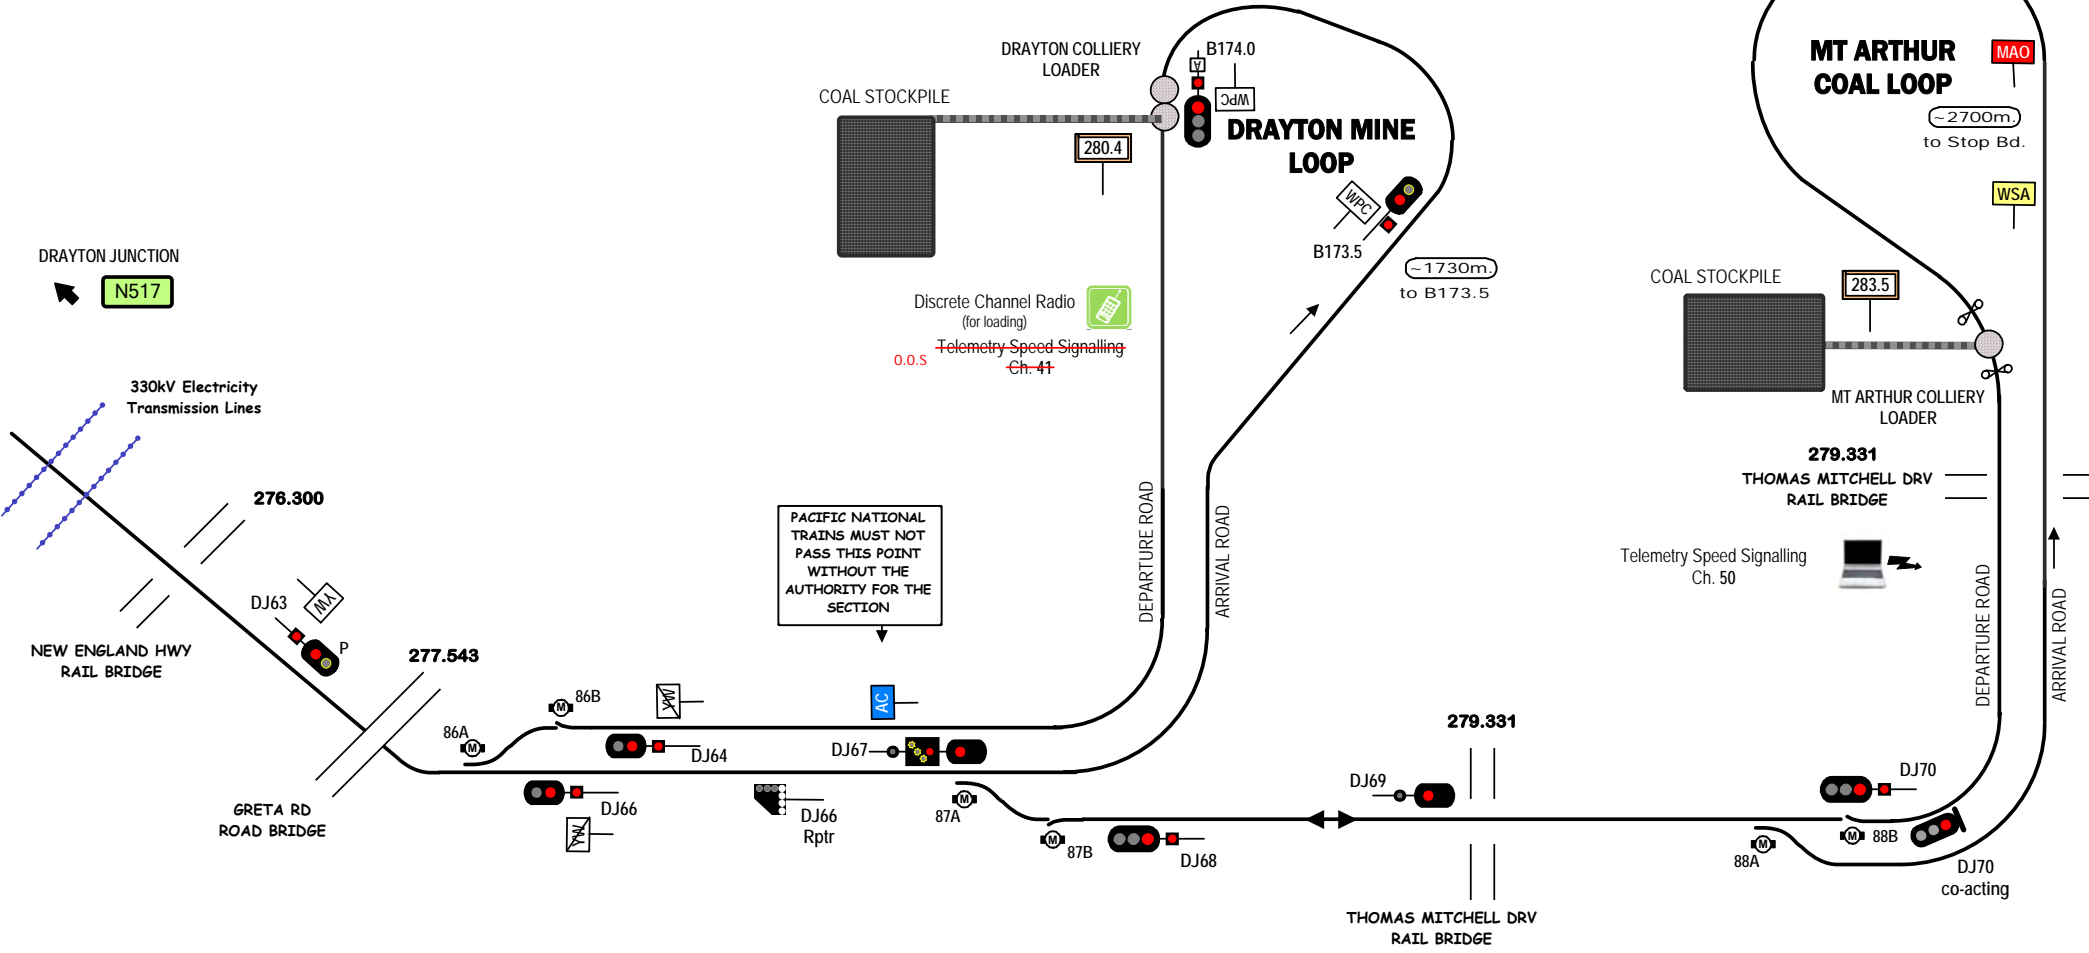 DRAYTON COLLIERY
LOADER
B174.0
A
WPC
COAL STOCKPILE
280.4
DRAYTON MINE
LOOP
WPC
B173.5
~1730m.
to B173.5
MT ARTHUR
COAL LOOP
MAO
~2700m.
to Stop Bd.
WSA
DRAYTON JUNCTION
N517
Discrete Channel Radio
(for loading)
Telemetry Speed Signalling
Ch. 41
O.O.S
COAL STOCKPILE
283.5
MT ARTHUR COLLIERY
LOADER
330kV Electricity
Transmission Lines
276.300
279.331
THOMAS MITCHELL DRV
RAIL BRIDGE
DEPARTURE ROAD
ARRIVAL ROAD
PACIFIC NATIONAL
TRAINS MUST NOT
PASS THIS POINT
WITHOUT THE
AUTHORITY FOR THE
SECTION
Telemetry Speed Signalling
Ch. 50
DEPARTURE ROAD
ARRIVAL ROAD
DJ63
YW
P
NEW ENGLAND HWY
RAIL BRIDGE
277.543
86B
M
AC
86A
M
DJ64
DJ67
279.331
GRETA RD
ROAD BRIDGE
DJ66
YW
DJ66
Rptr
87A
M
M
87B
DJ68
DJ69
DJ70
88A
M
M
88B
DJ70
co-acting
THOMAS MITCHELL DRV
RAIL BRIDGE